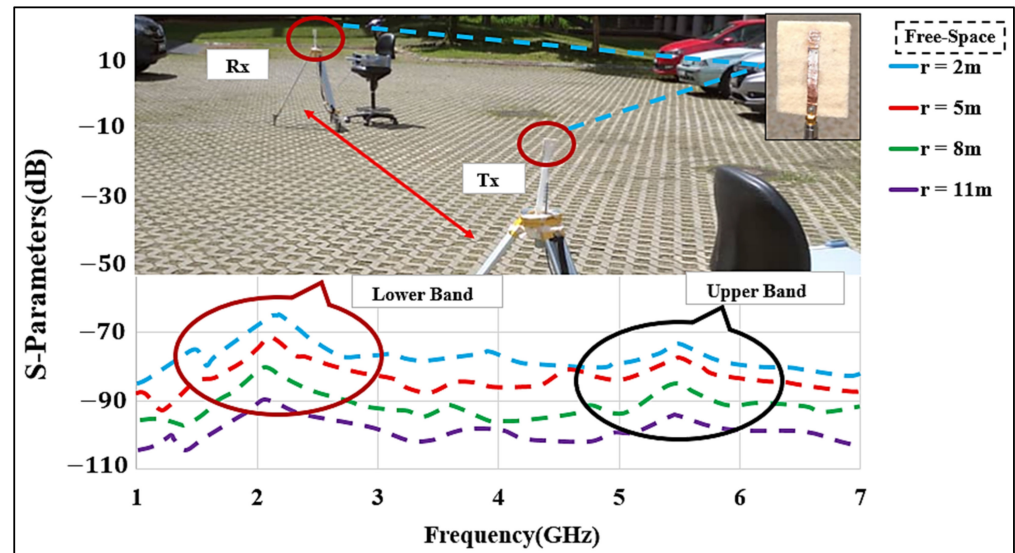 Free-Space
r = 2m
r = 5m
r = 8m
r = 11m
Rx
Tx
Lower Band
Upper Band
S-Parameters(dB)
10
−10
−30
−50
−70
−90
−110
1 2 3 4 5 6 7
Frequency(GHz)